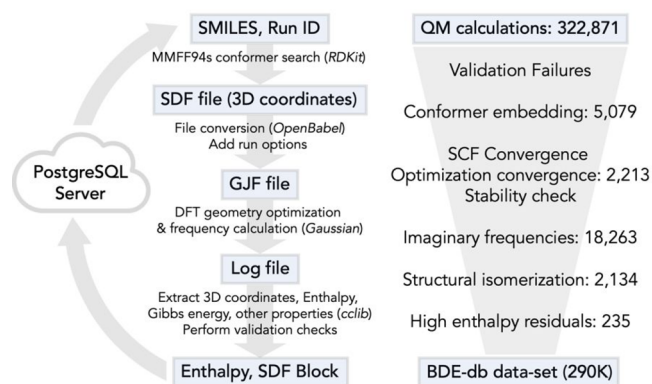 SMILES, Run ID
MMFF94s conformer search (RDKit)
SDF file (3D coordinates)
File conversion (OpenBabel)
Add run options
PostgreSQL
Server
GJF file
DFT geometry optimization
& frequency calculation (Gaussian)
Log file
Extract 3D coordinates, Enthalpy,
Gibbs energy, other properties (cclib)
Perform validation checks
Enthalpy, SDF Block
QM calculations: 322,871
Validation Failures
Conformer embedding: 5,079
SCF Convergence
Optimization convergence: 2,213
Stability check
Imaginary frequencies: 18,263
Structural isomerization: 2,134
High enthalpy residuals: 235
BDE-db data-set (290K)